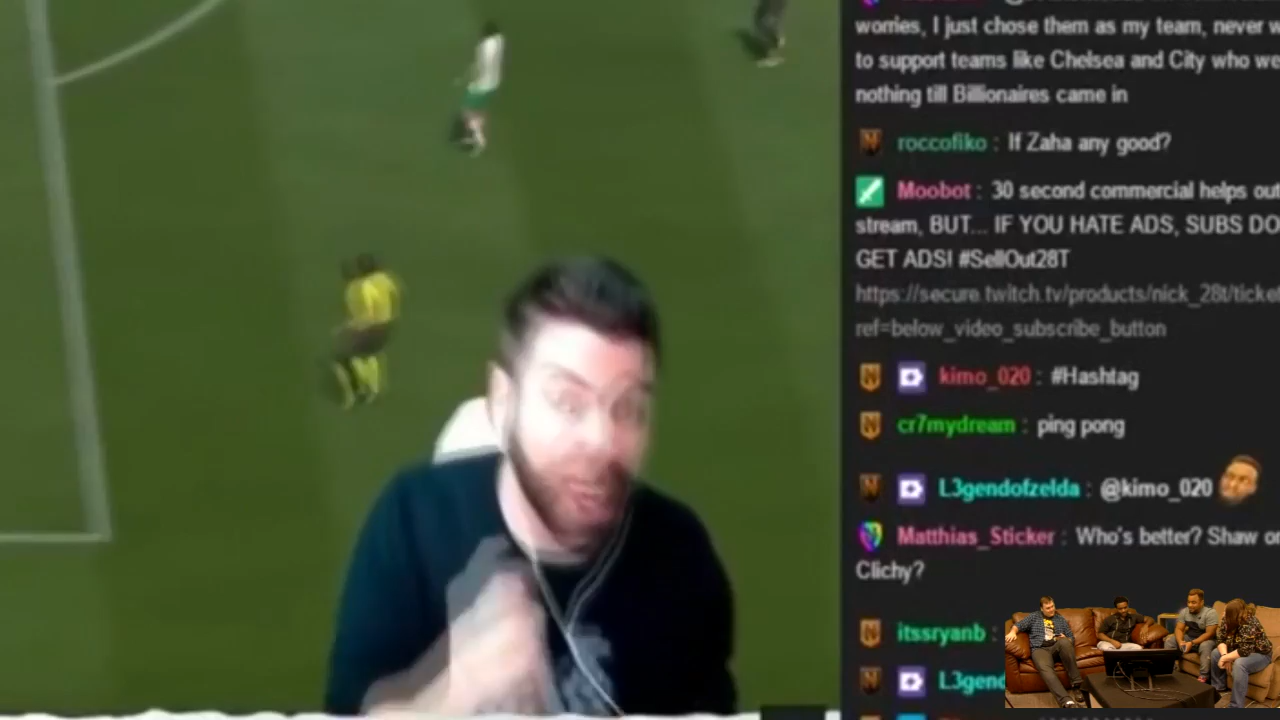 worries, I just chose them as my team, never w
to support teams like Chelsea and City who we
nothing till Billionaires came in
roccofiko : If Zaha any good?
Moobot : 30 second commercial helps out
stream, BUT... IF YOU HATE ADS, SUBS DO
GET ADS! #SellOut28T
https://secure.twitch.tv/products/nick_28t/ticket
ref=below_video_subscribe_button
kimo_020 : #Hashtag
cr7mydream : ping pong
L3gendofzelda : @kimo_020
Matthias_Sticker : Who's better? Shaw or
Clichy?
itssryanb :
L3gend